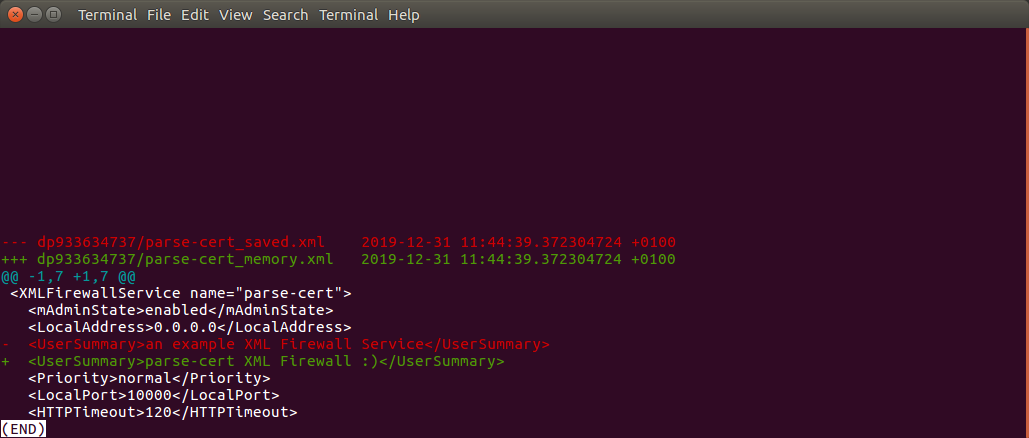 Terminal File Edit View Search Terminal Help
--- dp933634737/parse-cert_saved.xml    2019-12-31 11:44:39.372304724 +0100
+++ dp933634737/parse-cert_memory.xml   2019-12-31 11:44:39.372304724 +0100
@@ -1,7 +1,7 @@
 <XMLFirewallService name="parse-cert">
   <mAdminState>enabled</mAdminState>
   <LocalAddress>0.0.0.0</LocalAddress>
-  <UserSummary>an example XML Firewall Service</UserSummary>
+  <UserSummary>parse-cert XML Firewall :)</UserSummary>
   <Priority>normal</Priority>
   <LocalPort>10000</LocalPort>
   <HTTPTimeout>120</HTTPTimeout>
(END)